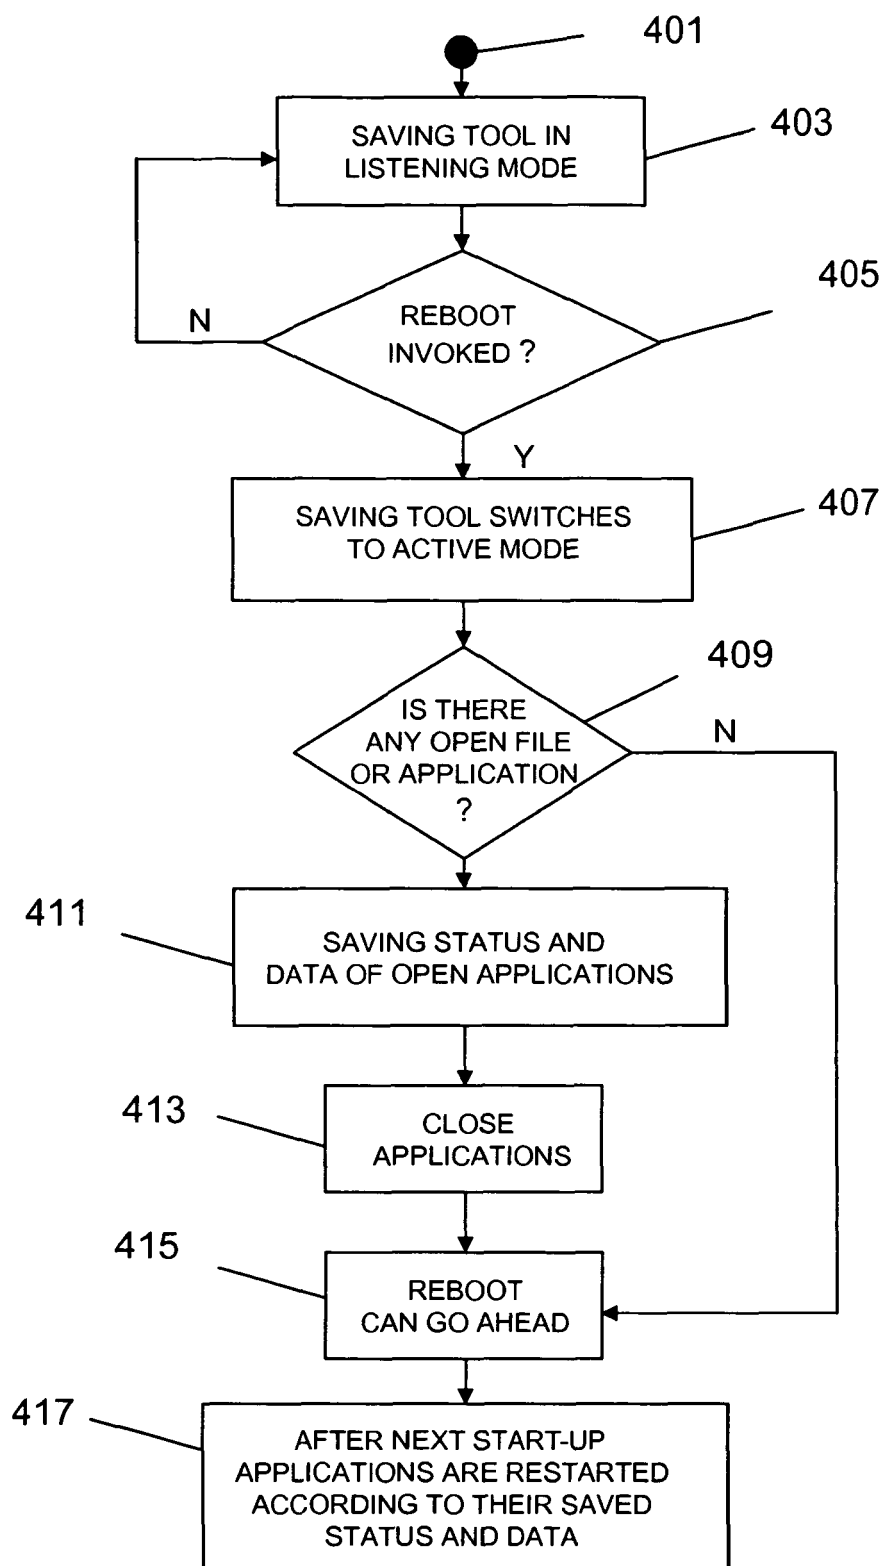 401
SAVING TOOL IN
LISTENING MODE
403
REBOOT
INVOKED ?
405
N
Y
SAVING TOOL SWITCHES
TO ACTIVE MODE
407
IS THERE
ANY OPEN FILE
OR APPLICATION
?
409
N
411
SAVING STATUS AND
DATA OF OPEN APPLICATIONS
413
CLOSE
APPLICATIONS
415
REBOOT
CAN GO AHEAD
417
AFTER NEXT START-UP
APPLICATIONS ARE RESTARTED
ACCORDING TO THEIR SAVED
STATUS AND DATA